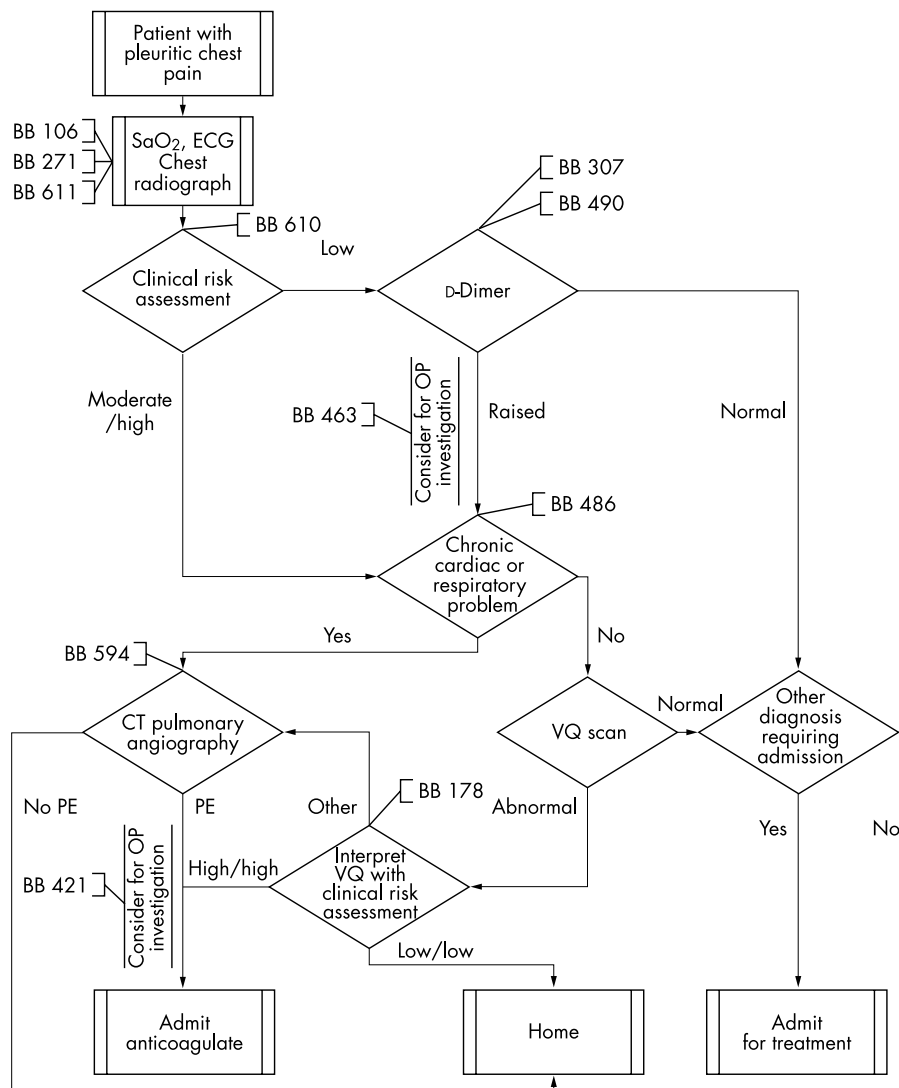 Patient with
pleuritic chest
pain
BB 106
BB 271
BB 611
SaO2, ECG
Chest
radiograph
BB 307
BB 490
BB 610
Low
Clinical risk
assessment
D-Dimer
Moderate
/high
BB 463
Consider for OP
investigation
Raised
Normal
BB 486
Chronic
cardiac or
respiratory
problem
Yes
No
BB 594
CT pulmonary
angiography
VQ scan
Normal
Other
diagnosis
requiring
admission
No PE
PE
Other
BB 178
Abnormal
Yes
No
BB 421
Consider for OP
investigation
High/high
Interpret
VQ with
clinical risk
assessment
Low/low
Admit
anticoagulate
Home
Admit
for treatment